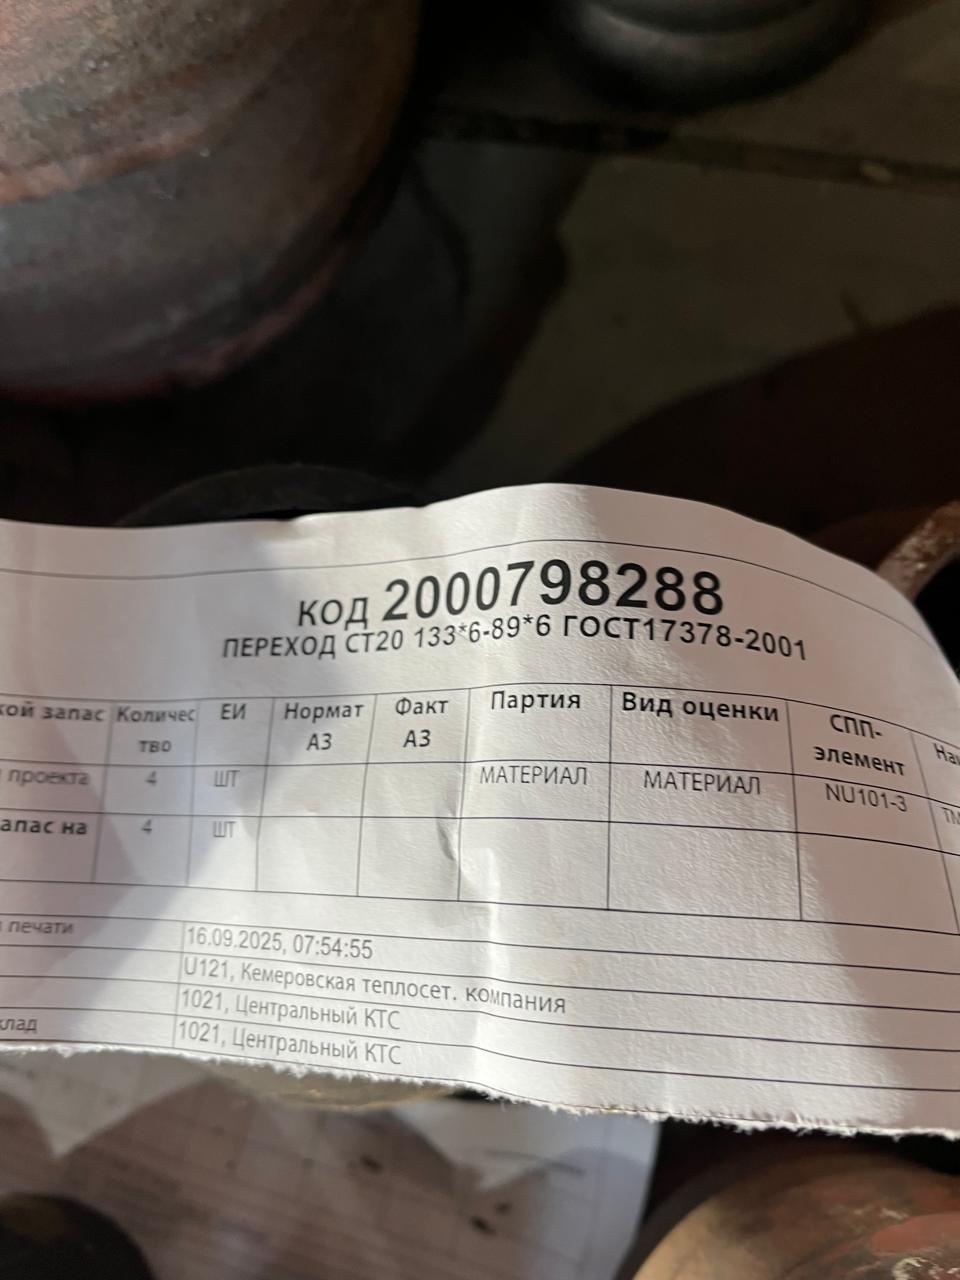 КОД 2000798288
ПЕРЕХОД СТ20 133*6-89*6 ГОСТ17378-2001
кой запас Количес тво ЕИ Нормат АЗ Факт АЗ Партия Вид оценки СПП- элемент
проекта 4 ШТ МАТЕРИАЛ МАТЕРИАЛ NU101-3
апас на 4 ШТ
печати 16.09.2025, 07:54:55
U121, Кемеровская теплосет. компания
1021, Центральный КТС
клад 1021, Центральный КТС